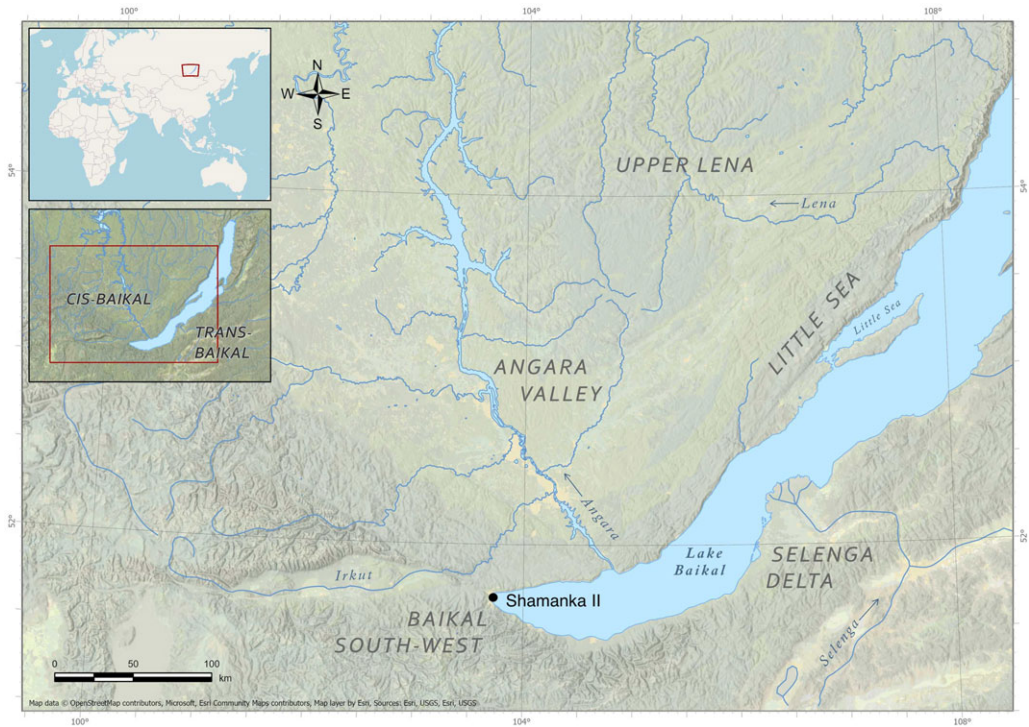 100°
104°
108°
N
W
E
S
54°
54°
UPPER LENA
Lena
CIS-BAIKAL
TRANS-
BAIKAL
LITTLE SEA
Little Sea
ANGARA
VALLEY
Angara
52°
52°
Lake
Baikal
SELENGA
DELTA
Irkut
Shamanka II
BAIKAL
SOUTH-WEST
Selenga
0
50
100
km
Map data © OpenStreetMap contributors, Microsoft, Esri Community Maps contributors, Map layer by Esri, Sources: Esri, USGS, Esri, USGS
100°
104°
108°